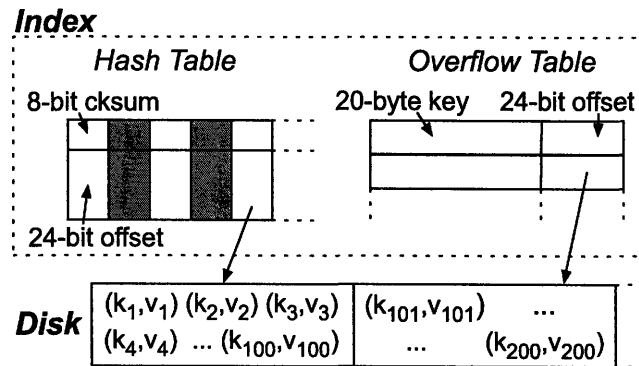 Index
Hash Table
Overflow Table
8-bit cksum
20-byte key
24-bit offset
24-bit offset
Disk
(k1,v1) (k2,v2) (k3,v3)
(k4,v4) ... (k100,v100)
(k101,v101) ...
... (k200,v200)